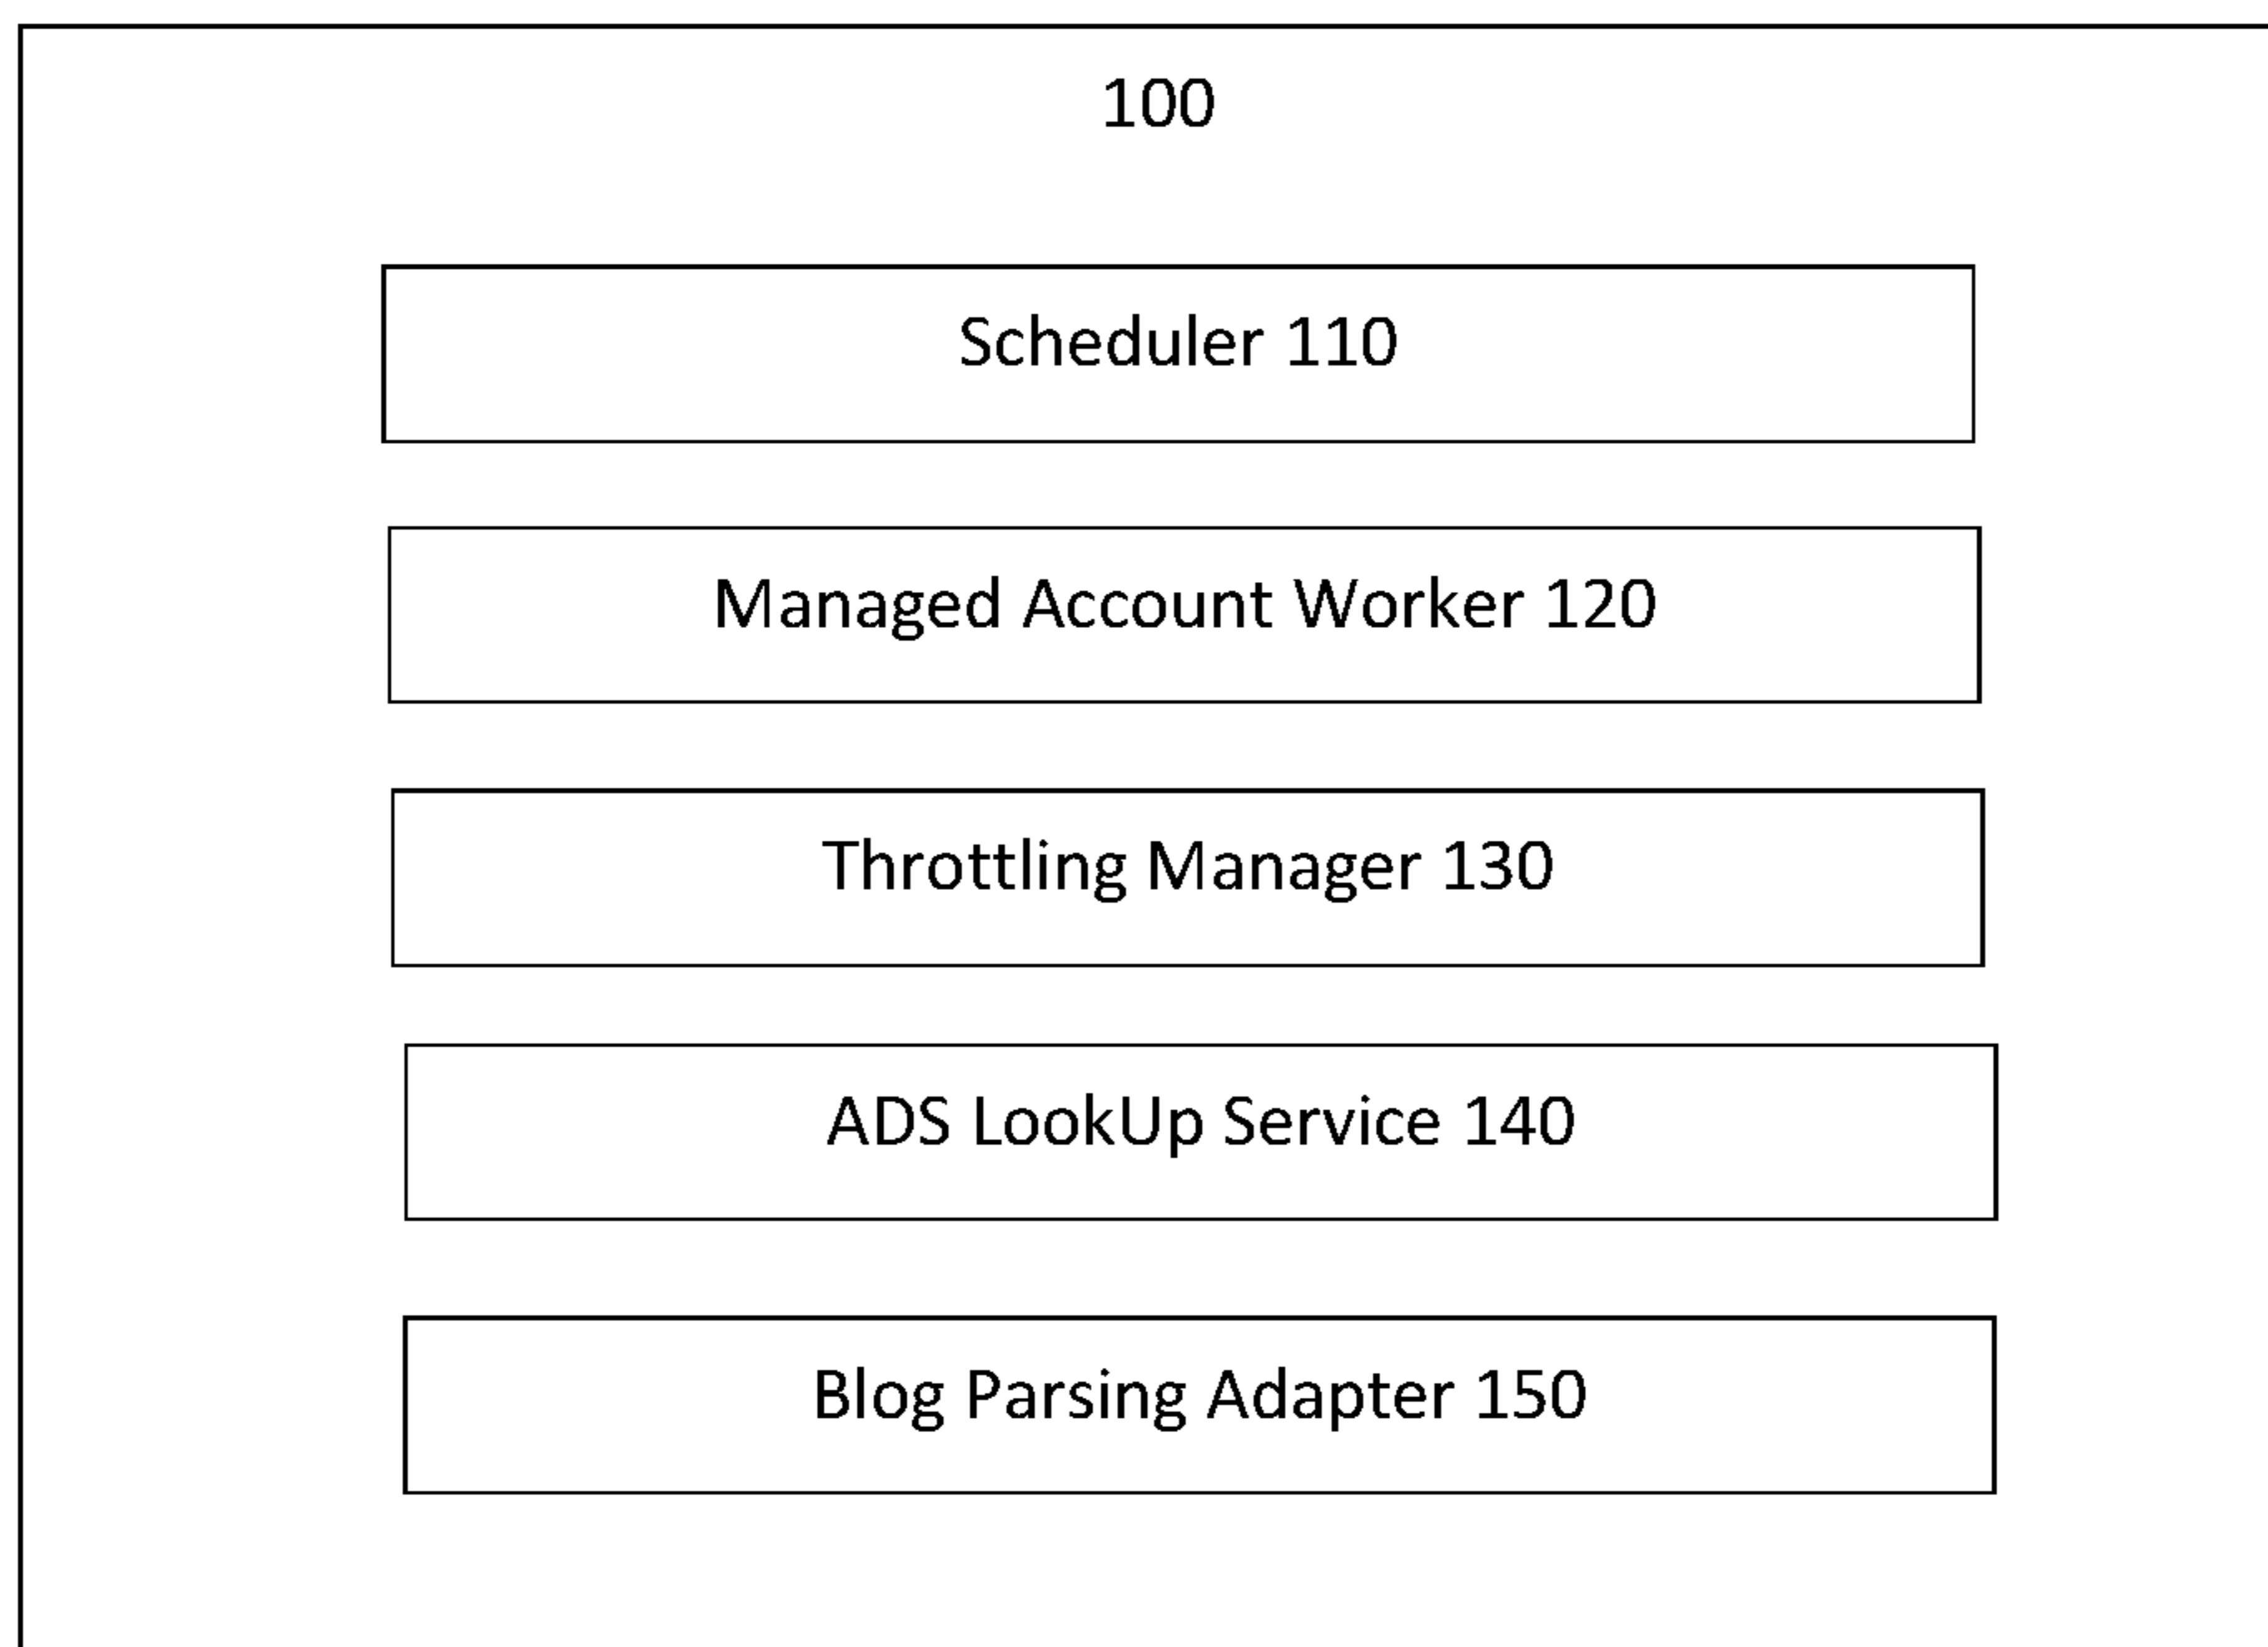 100
Scheduler 110
Managed Account Worker 120
Throttling Manager 130
ADS LookUp Service 140
Blog Parsing Adapter 150